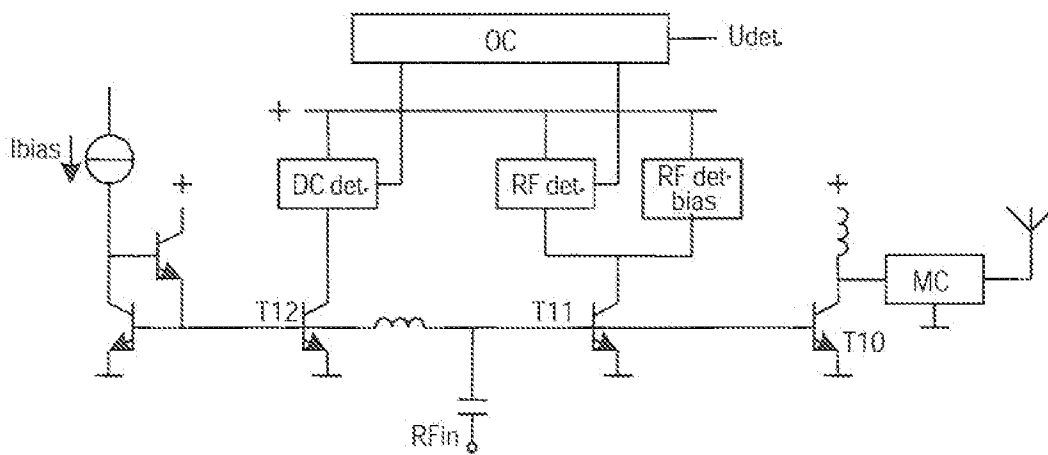 OC
Udet.
+
Ibias
+
DC det.
RF det.
RF det-
bias
+
MC
T12
T11
T10
RFin